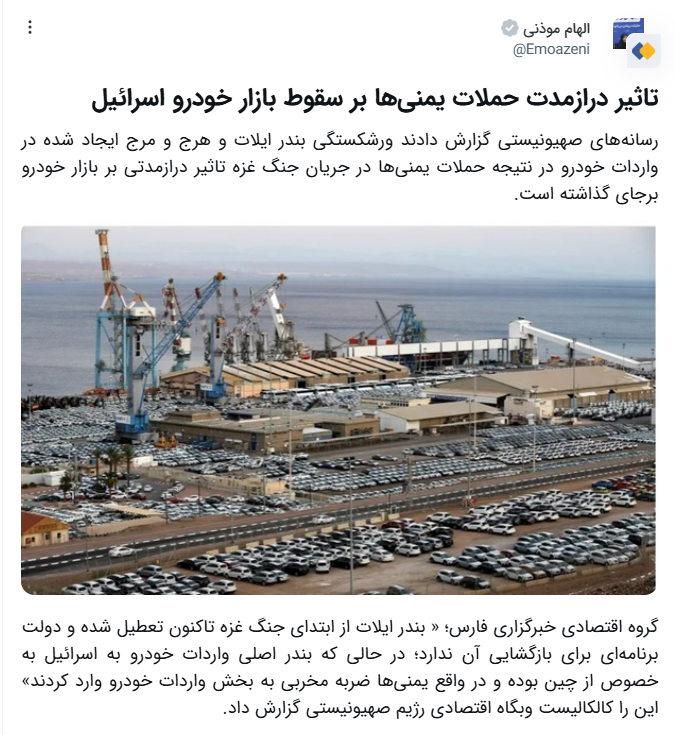 الهام موذنی
@Emoazeni
تاثیر درازمدت حملات یمنی‌ها بر سقوط بازار خودرو اسرائیل
رسانه‌های صهیونیستی گزارش دادند ورشکستگی بندر ایلات و هرج و مرج ایجاد شده در
واردات خودرو در نتیجه حملات یمنی‌ها در جریان جنگ غزه تاثیر درازمدتی بر بازار خودرو
برجای گذاشته است.
گروه اقتصادی خبرگزاری فارس؛ « بندر ایلات از ابتدای جنگ غزه تاکنون تعطیل شده و دولت
برنامه‌ای برای بازگشایی آن ندارد؛ در حالی که بندر اصلی واردات خودرو به اسرائیل به
خصوص از چین بوده و در واقع یمنی‌ها ضربه مخربی به بخش واردات خودرو وارد کردند»
این را کالکالیست وبگاه اقتصادی رژیم صهیونیستی گزارش داد.